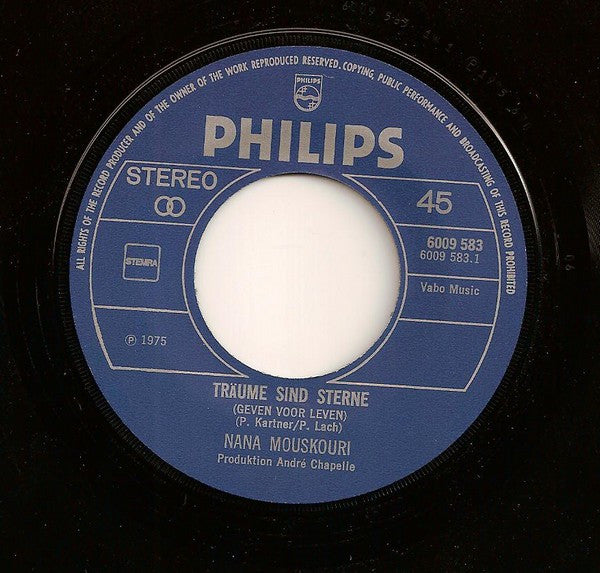 ALL RIGHTS OF THE RECORD PRODUCER AND OF THE OWNER OF THE WORK REPRODUCED RESERVED. COPYING, PUBLIC PERFORMANCE AND BROADCASTING OF THIS RECORD PROHIBITED
PHILIPS
PHILIPS
STEREO
45
6009 583
6009 583.1
STEMRA
Vabo Music
℗ 1975
TRÄUME SIND STERNE
(GEVEN VOOR LEVEN)
(P. Kartner/P. Lach)
NANA MOUSKOURI
Produktion André Chapelle